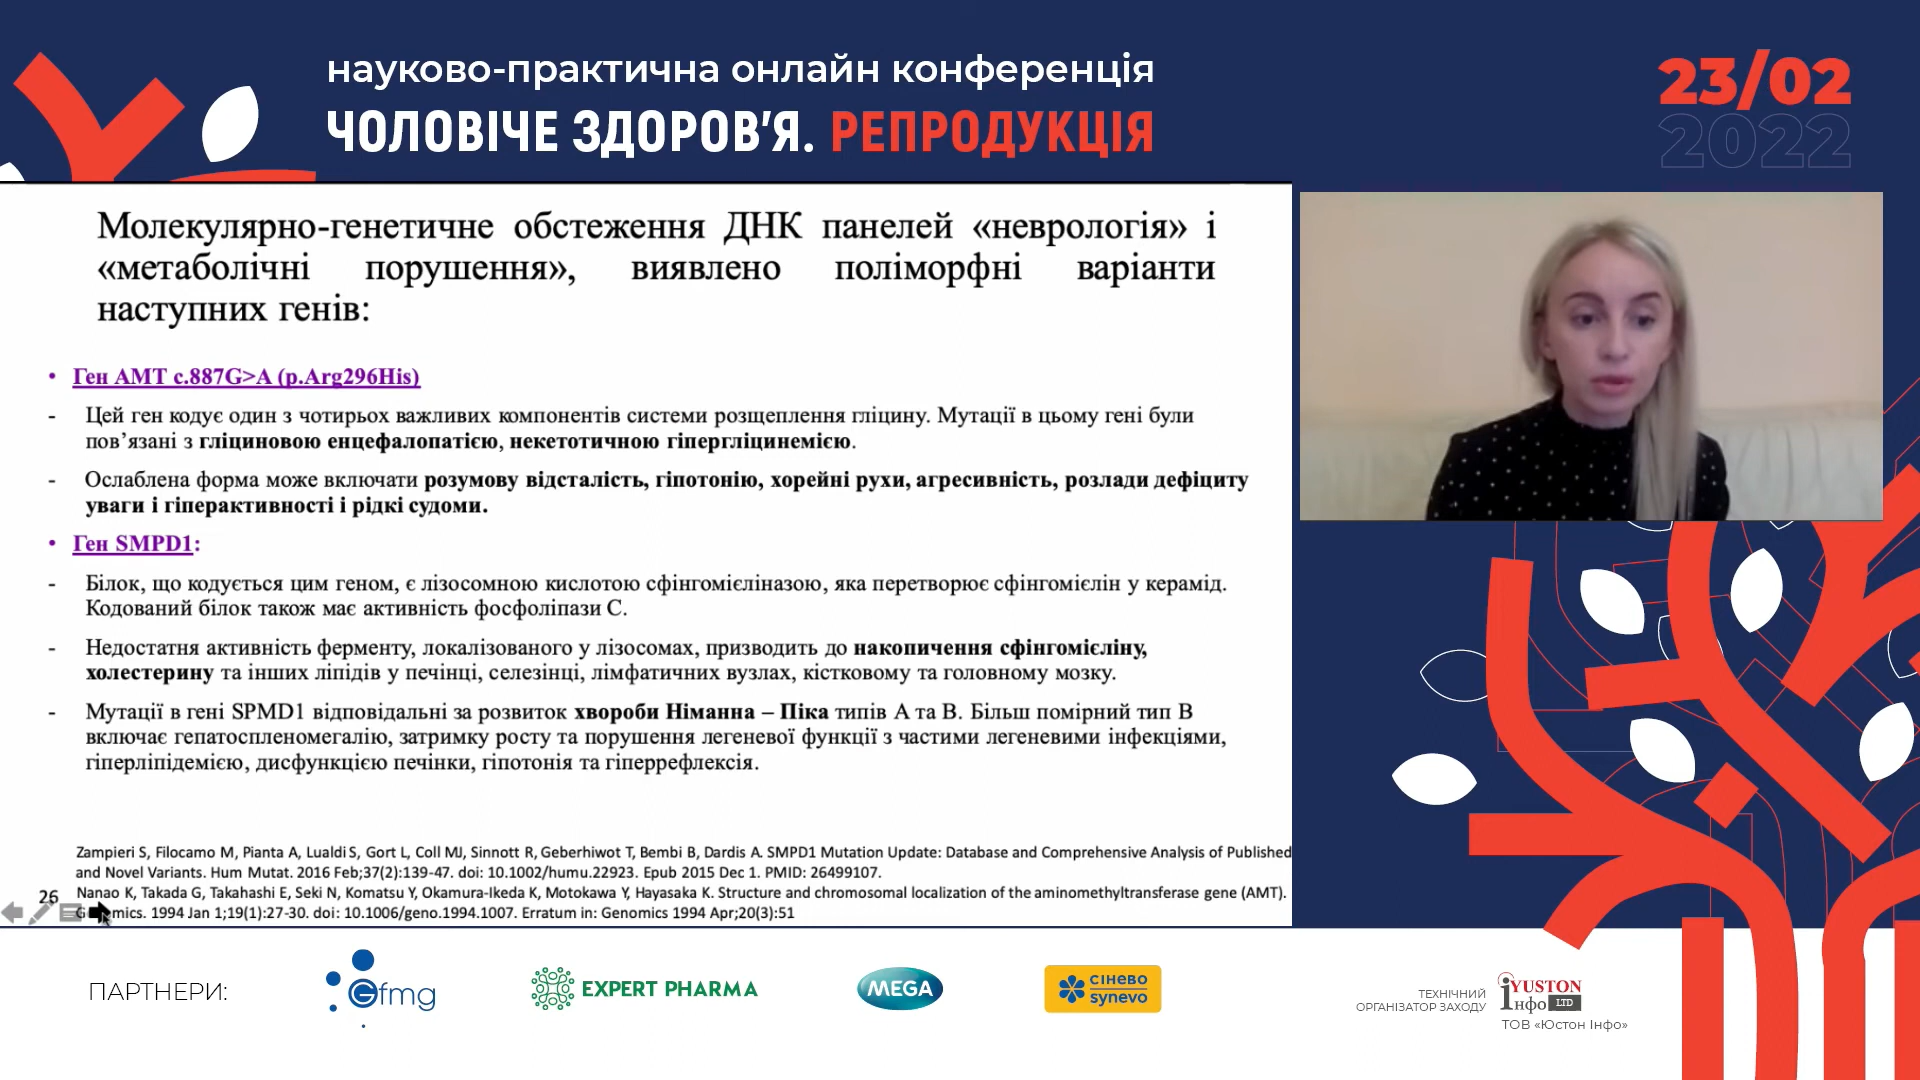 науково-практична онлайн конференція
ЧОЛОВІЧЕ ЗДОРОВ'Я. РЕПРОДУКЦІЯ
23/02
2022
Молекулярно-генетичне обстеження ДНК панелей «неврологія» і
«метаболічні порушення», виявлено поліморфні варіанти
наступних генів:
• Ген AMT c.887G>A (p.Arg296His)
- Цей ген кодує один з чотирьох важливих компонентів системи розщеплення гліцину. Мутації в цьому гені були
пов’язані з гліциновою енцефалопатією, некетотичною гіпергліцинемією.
- Ослаблена форма може включати розумову відсталість, гіпотонію, хорейні рухи, агресивність, розлади дефіциту
уваги і гіперактивності і рідкі судоми.
• Ген SMPD1:
- Білок, що кодується цим геном, є лізосомною кислотою сфінгомієліназою, яка перетворює сфінгомієлін у керамід.
Кодований білок також має активність фосфоліпази С.
- Недостатня активність ферменту, локалізованого у лізосомах, призводить до накопичення сфінгомієліну,
холестерину та інших ліпідів у печінці, селезінці, лімфатичних вузлах, кістковому та головному мозку.
- Мутації в гені SPMD1 відповідальні за розвиток хвороби Німанна – Піка типів А та В. Більш помірний тип В
включає гепатоспленомегалію, затримку росту та порушення легеневої функції з частими легеневими інфекціями,
гіперліпідемією, дисфункцією печінки, гіпотонія та гіперрефлексія.
Zampieri S, Filocamo M, Pianta A, Lualdi S, Gort L, Coll MJ, Sinnott R, Geberhiwot T, Bembi B, Dardis A. SMPD1 Mutation Update: Database and Comprehensive Analysis of Published
and Novel Variants. Hum Mutat. 2016 Feb;37(2):139-47. doi: 10.1002/humu.22923. Epub 2015 Dec 1. PMID: 26499107.
26
Nanao K, Takada G, Takahashi E, Seki N, Komatsu Y, Okamura-Ikeda K, Motokawa Y, Hayasaka K. Structure and chromosomal localization of the aminomethyltransferase gene (AMT).
1994 Jan 1;19(1):27-30. doi: 10.1006/geno.1994.1007. Erratum in: Genomics 1994 Apr;20(3):51
ПАРТНЕРИ:
Gfmg
EXPERT PHARMA
MEGA
сінево
synevo
ТЕХНІЧНИЙ
ОРГАНІЗАТОР ЗАХОДУ
YUSTON
Інфо LTD
ТОВ «Юстон Інфо»